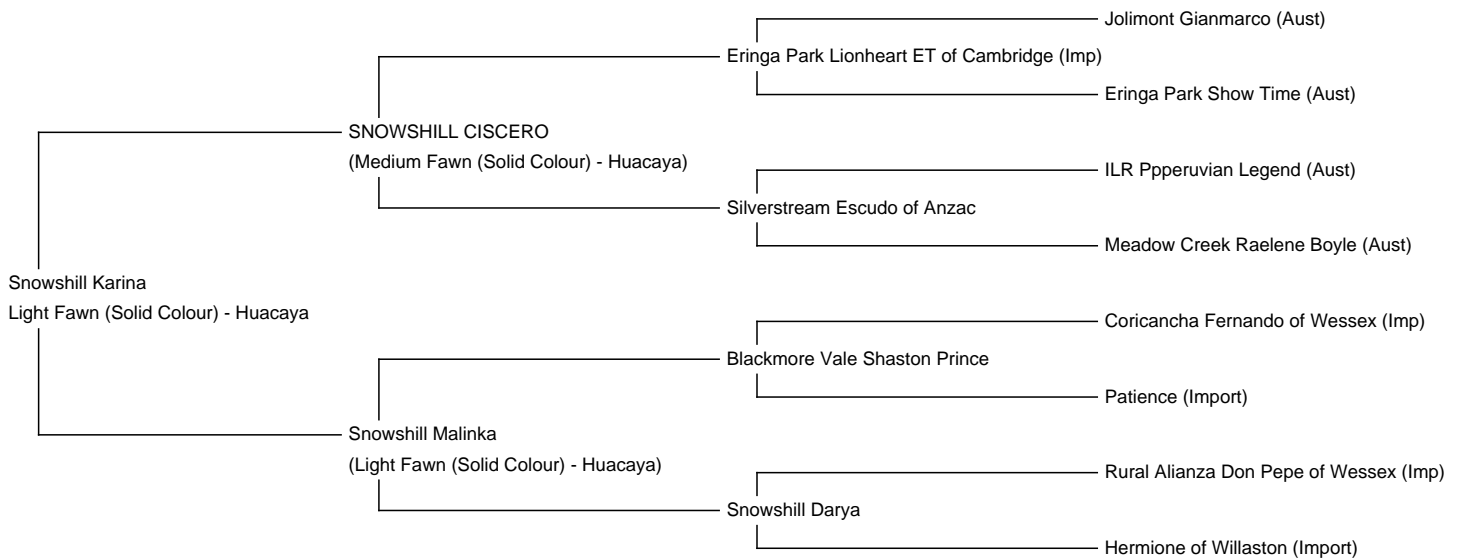 Jolimont Gianmarco (Aust)
Eringa Park Lionheart ET of Cambridge (Imp)
Eringa Park Show Time (Aust)
SNOWSHILL CISCERO
(Medium Fawn (Solid Colour) - Huacaya)
ILR Ppperuvian Legend (Aust)
Silverstream Escudo of Anzac
Meadow Creek Raelene Boyle (Aust)
Snowshill Karina
Light Fawn (Solid Colour) - Huacaya
Coricancha Fernando of Wessex (Imp)
Blackmore Vale Shaston Prince
Patience (Import)
Snowshill Malinka
(Light Fawn (Solid Colour) - Huacaya)
Rural Alianza Don Pepe of Wessex (Imp)
Snowshill Darya
Hermione of Willaston (Import)